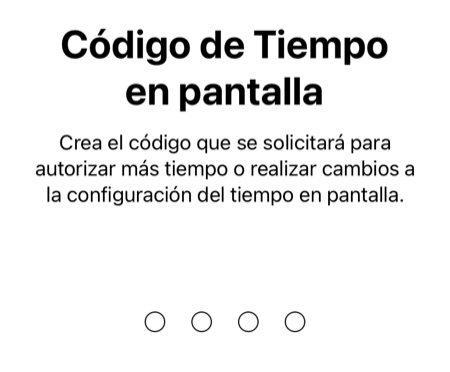 Código de Tiempo
en pantalla
Crea el código que se solicitará para
autorizar más tiempo o realizar cambios a
la configuración del tiempo en pantalla.